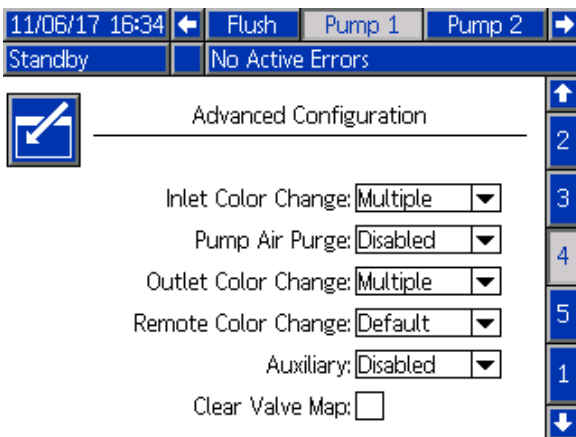 11/06/17 16:34 Flush Pump 1 Pump 2
Standby No Active Errors
Advanced Configuration
2
Inlet Color Change: Multiple
3
Pump Air Purge: Disabled
4
Outlet Color Change: Multiple
Remote Color Change: Default
5
Auxiliary: Disabled
1
Clear Valve Map: